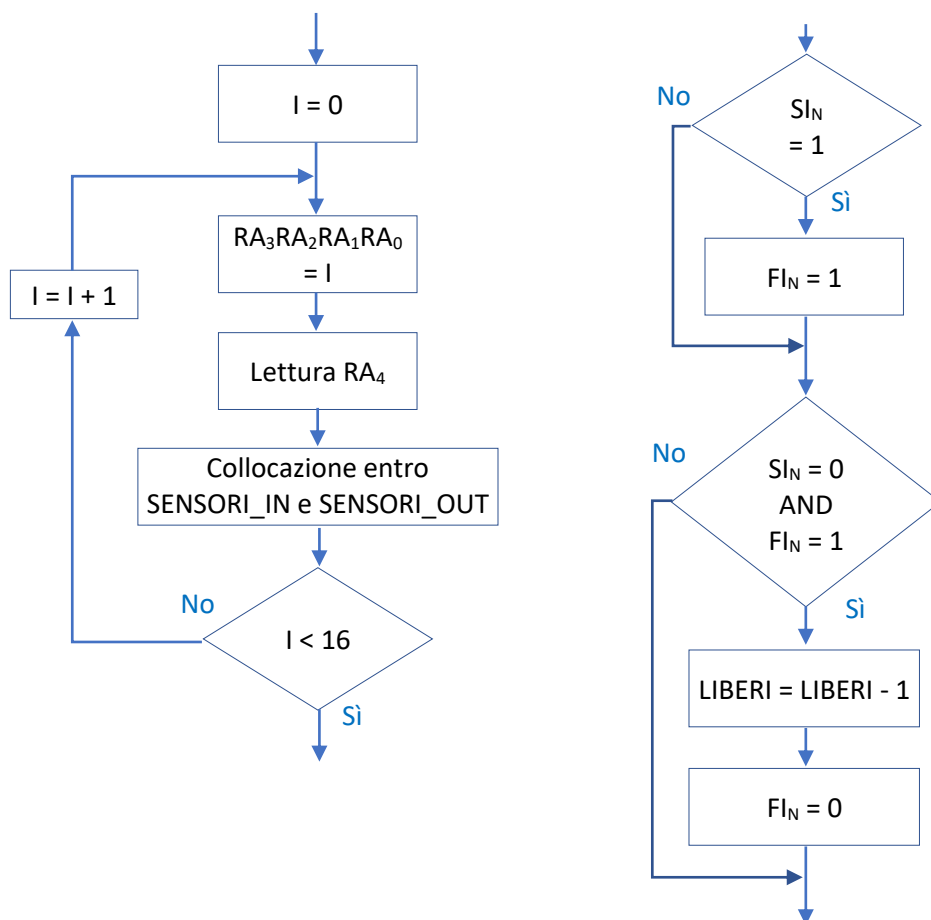 I = 0
RA₃RA₂RA₁RA₀
= I
I = I + 1
Lettura RA₄
Collocazione entro
SENSORI_IN e SENSORI_OUT
No
I < 16
Sì
No
SIN
= 1
Sì
FIN = 1
No
SIN = 0
AND
FIN = 1
Sì
LIBERI = LIBERI - 1
FIN = 0